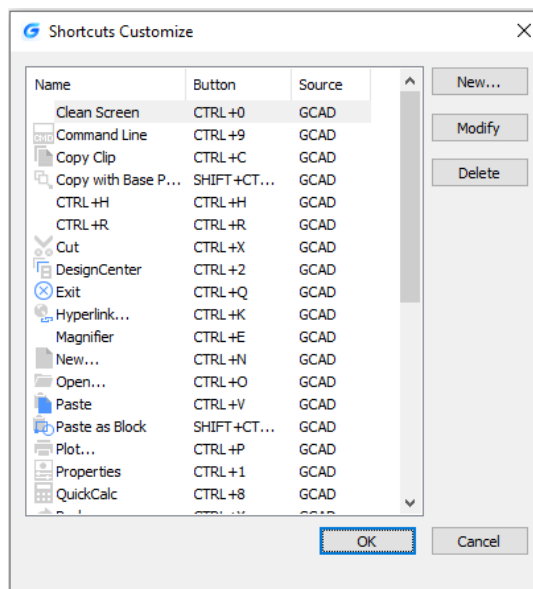 Shortcuts Customize
Name Button Source
Clean Screen CTRL+0 GCAD
Command Line CTRL+9 GCAD
Copy Clip CTRL+C GCAD
Copy with Base P... SHIFT+CT... GCAD
CTRL+H CTRL+H GCAD
CTRL+R CTRL+R GCAD
Cut CTRL+X GCAD
DesignCenter CTRL+2 GCAD
Exit CTRL+Q GCAD
Hyperlink... CTRL+K GCAD
Magnifier CTRL+E GCAD
New... CTRL+N GCAD
Open... CTRL+O GCAD
Paste CTRL+V GCAD
Paste as Block SHIFT+CT... GCAD
Plot... CTRL+P GCAD
Properties CTRL+1 GCAD
QuickCalc CTRL+8 GCAD
New...
Modify
Delete
OK Cancel